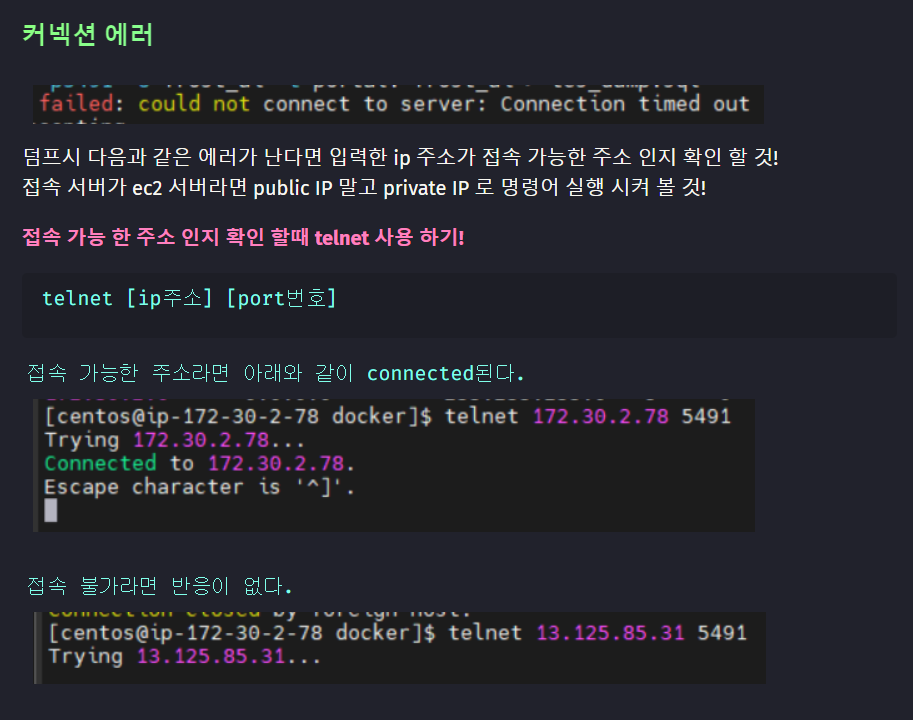 커넥션 에러
failed: could not connect to server: Connection timed out
덤프시 다음과 같은 에러가 난다면 입력한 ip 주소가 접속 가능한 주소 인지 확인 할 것!
접속 서버가 ec2 서버라면 public IP 말고 private IP 로 명령어 실행 시켜 볼 것!
접속 가능 한 주소 인지 확인 할때 telnet 사용 하기!
telnet [ip주소] [port번호]
접속 가능한 주소라면 아래와 같이 connected된다.
[centos@ip-172-30-2-78 docker]$ telnet 172.30.2.78 5491
Trying 172.30.2.78...
Connected to 172.30.2.78.
Escape character is '^]'.
접속 불가라면 반응이 없다.
Connection closed by foreign host.
[centos@ip-172-30-2-78 docker]$ telnet 13.125.85.31 5491
Trying 13.125.85.31...